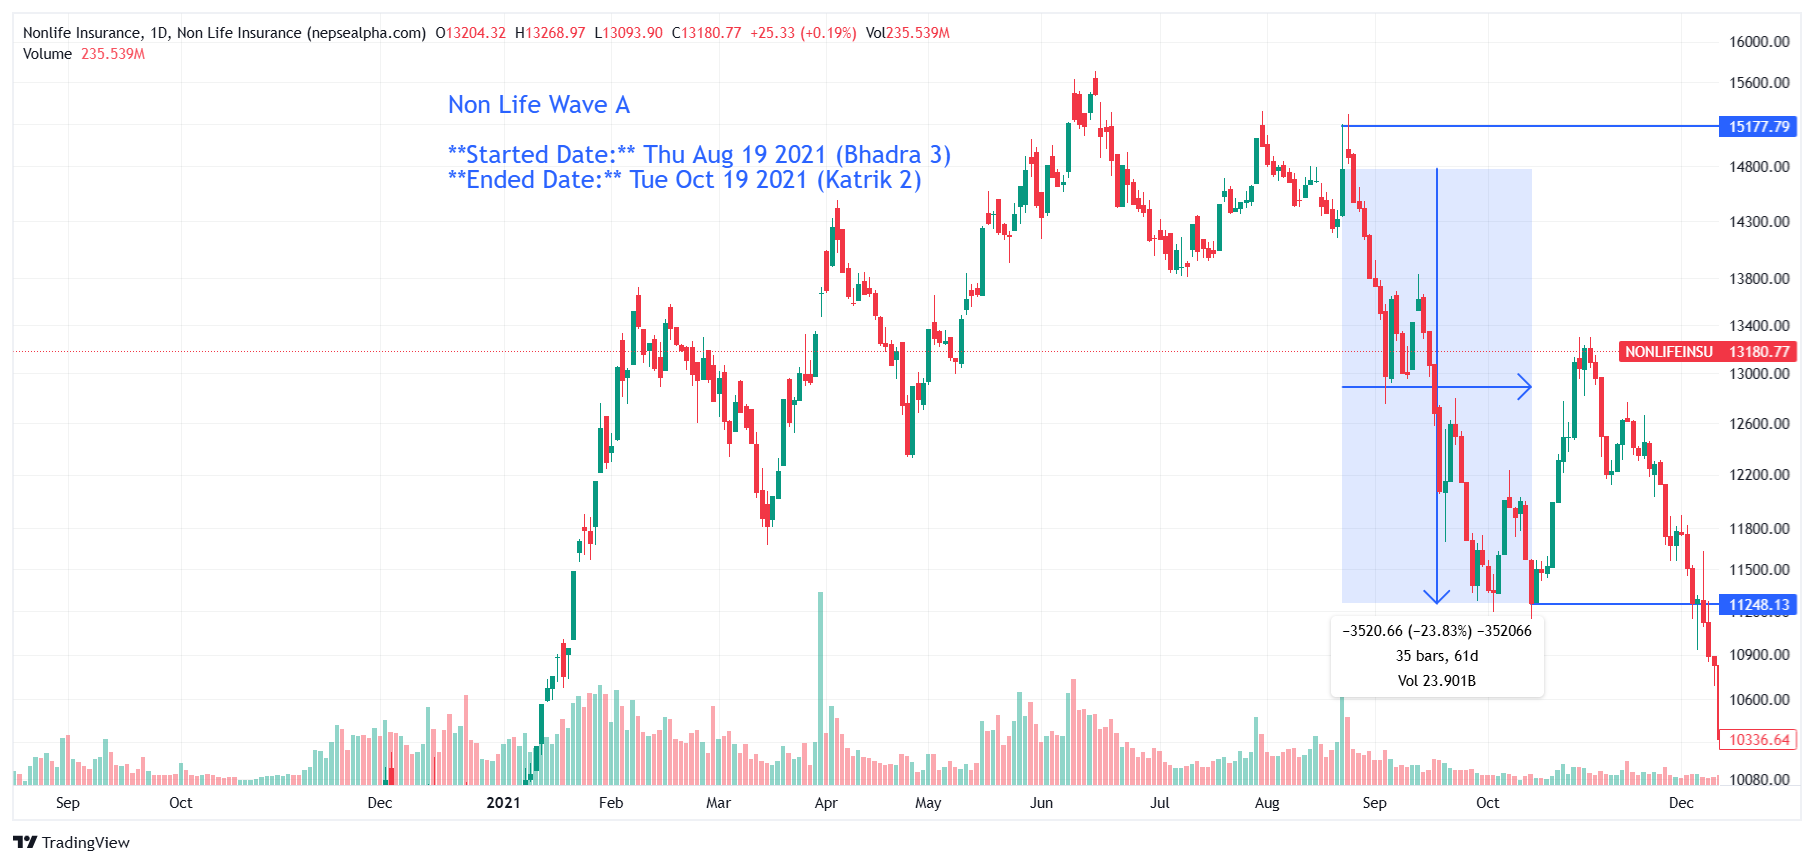 Nonlife Insurance, 1D, Non Life Insurance (nepsealpha.com) O13204.32 H13268.97 L13093.90 C13180.77 +25.33 (+0.19%) Vol235.539M
Volume 235.539M
Non Life Wave A
**Started Date:** Thu Aug 19 2021 (Bhadra 3)
**Ended Date:** Tue Oct 19 2021 (Katrik 2)
16000.00
15600.00
15177.79
14800.00
14300.00
13800.00
13400.00
NONLIFEINSU 13180.77
13000.00
12600.00
12200.00
11800.00
11500.00
11248.13
10900.00
10600.00
10336.64
10080.00
−3520.66 (−23.83%) −352066
35 bars, 61d
Vol 23.901B
Sep Oct Dec 2021 Feb Mar Apr May Jun Jul Aug Sep Oct Dec
TradingView